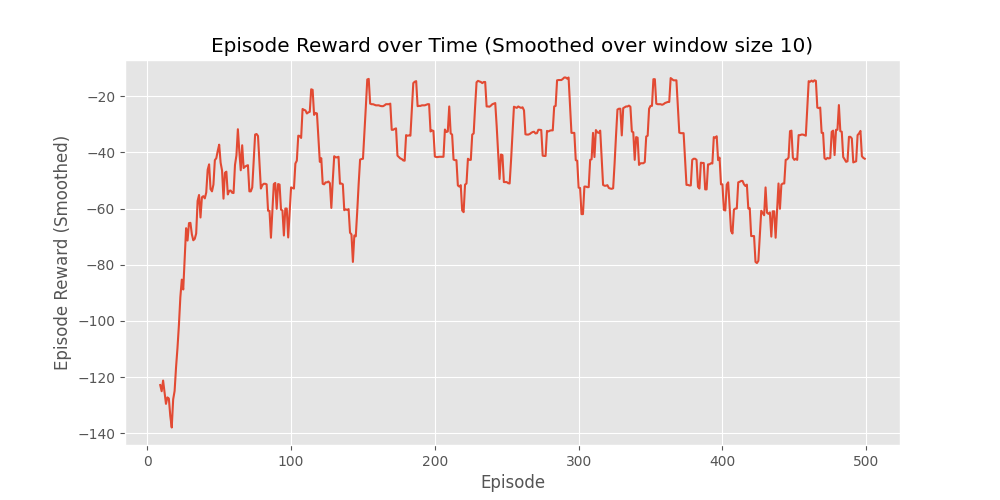 Episode Reward over Time (Smoothed over window size 10)
Episode Reward (Smoothed)
−20
−40
−60
−80
−100
−120
−140
0 100 200 300 400 500
Episode